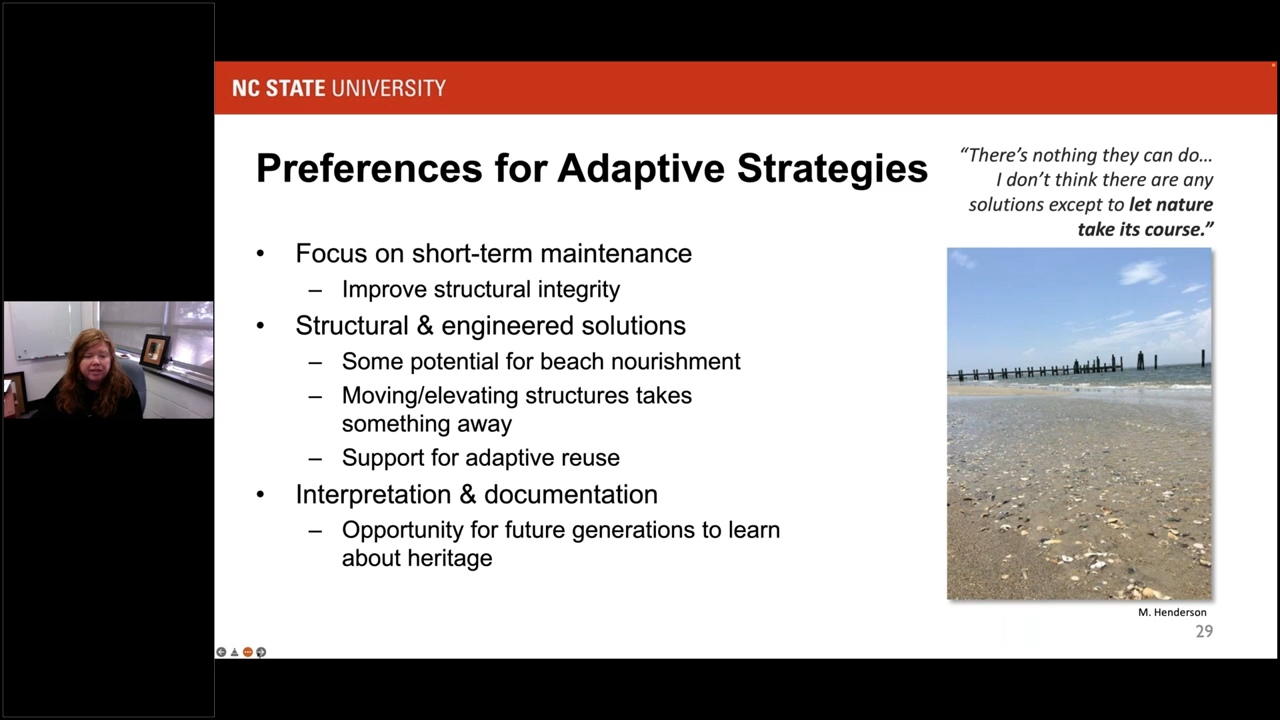 NC STATE UNIVERSITY
Preferences for Adaptive Strategies
“There’s nothing they can do…
I don’t think there are any
solutions except to let nature
take its course.”
• Focus on short-term maintenance
– Improve structural integrity
• Structural & engineered solutions
– Some potential for beach nourishment
– Moving/elevating structures takes
something away
– Support for adaptive reuse
• Interpretation & documentation
– Opportunity for future generations to learn
about heritage
M. Henderson
29